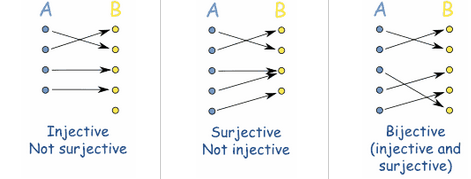 A B
Injective
Not surjective
A B
Surjective
Not injective
A B
Bijective
(injective and
surjective)